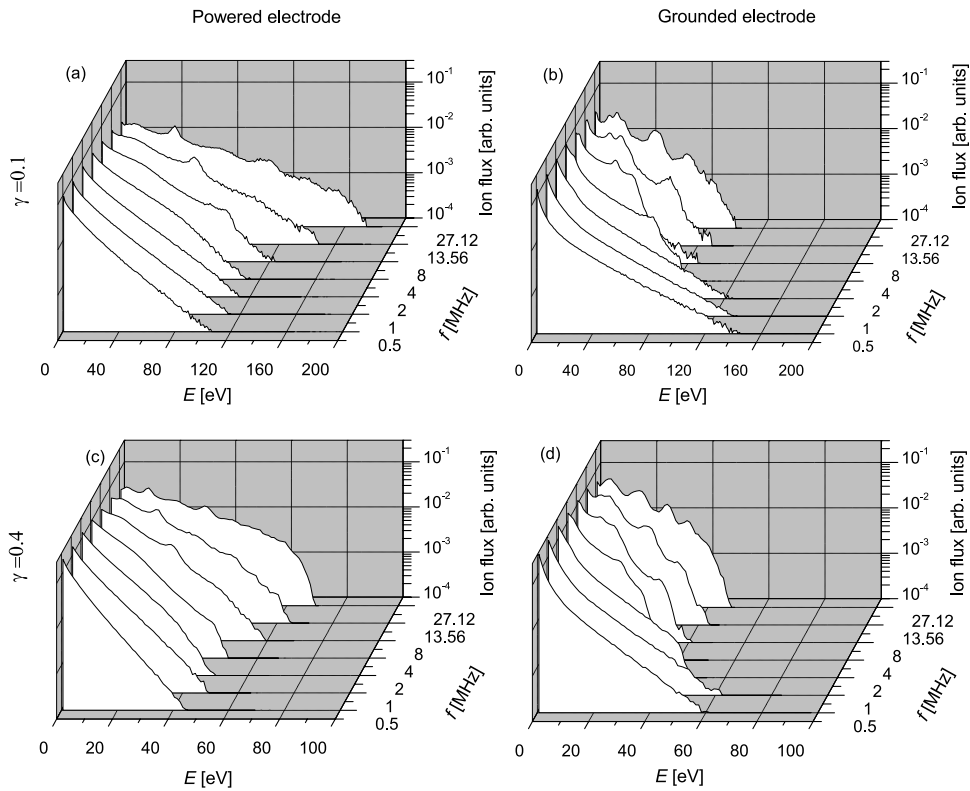 Powered electrode
Grounded electrode
(a)
10⁻¹
10⁻²
10⁻³
10⁻⁴
Ion flux [arb. units]
γ =0.1
27.12
13.56
8
4
2
1
0.5
f [MHz]
0 40 80 120 160 200
E [eV]
(b)
10⁻¹
10⁻²
10⁻³
10⁻⁴
Ion flux [arb. units]
27.12
13.56
8
4
2
1
0.5
f [MHz]
0 40 80 120 160 200
E [eV]
(c)
10⁻¹
10⁻²
10⁻³
10⁻⁴
Ion flux [arb. units]
γ =0.4
27.12
13.56
8
4
2
1
0.5
f [MHz]
0 20 40 60 80 100
E [eV]
(d)
10⁻¹
10⁻²
10⁻³
10⁻⁴
Ion flux [arb. units]
27.12
13.56
8
4
2
1
0.5
f [MHz]
0 20 40 60 80 100
E [eV]